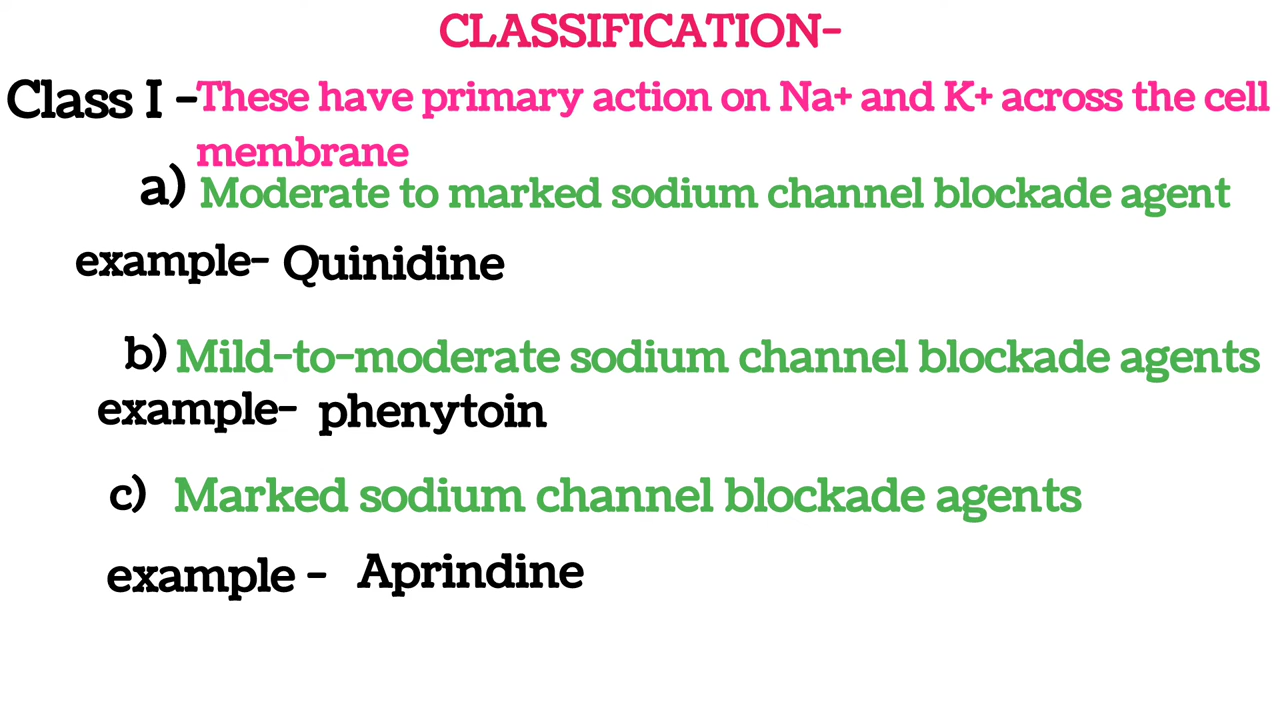 CLASSIFICATION-
Class I - These have primary action on Na+ and K+ across the cell
membrane
a) Moderate to marked sodium channel blockade agent
example- Quinidine
b) Mild-to-moderate sodium channel blockade agents
example- phenytoin
c) Marked sodium channel blockade agents
example - Aprindine